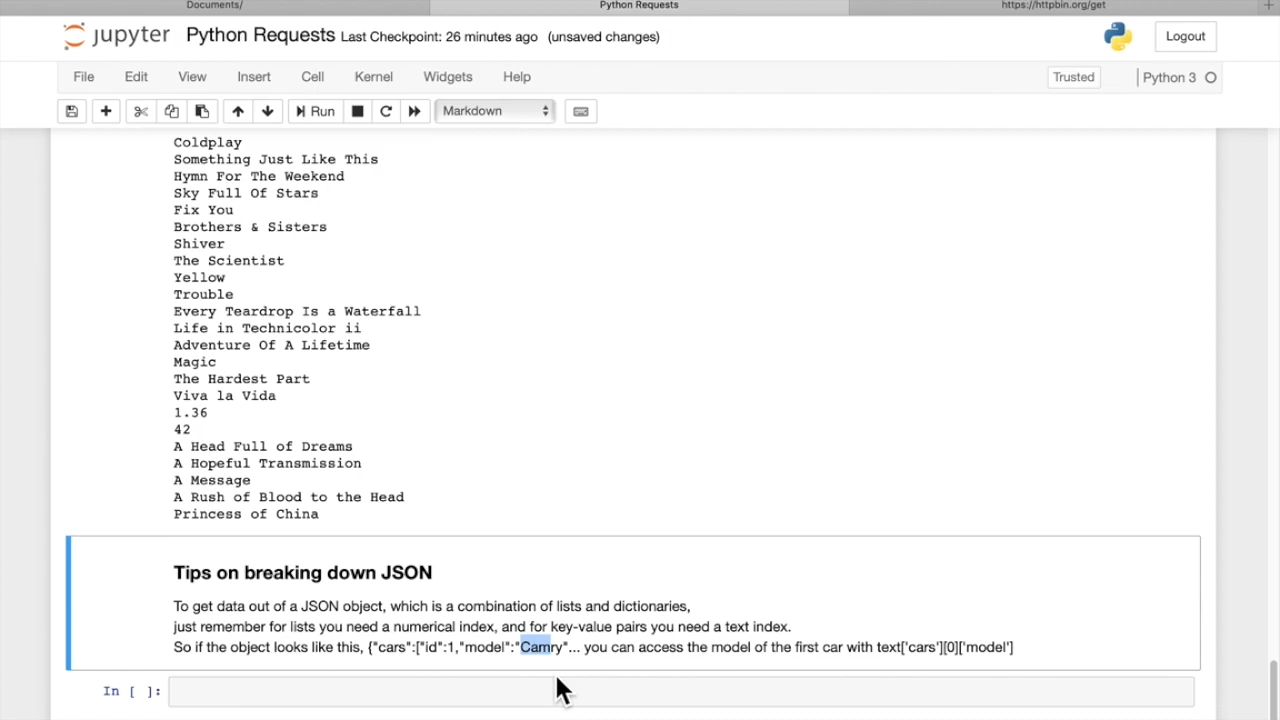 Documents/
Python Requests
https://httpbin.org/get
jupyter Python Requests Last Checkpoint: 26 minutes ago (unsaved changes)
Logout
File Edit View Insert Cell Kernel Widgets Help
Trusted
Python 3
Run
Markdown
Coldplay
Something Just Like This
Hymn For The Weekend
Sky Full Of Stars
Fix You
Brothers & Sisters
Shiver
The Scientist
Yellow
Trouble
Every Teardrop Is a Waterfall
Life in Technicolor ii
Adventure Of A Lifetime
Magic
The Hardest Part
Viva la Vida
1.36
42
A Head Full of Dreams
A Hopeful Transmission
A Message
A Rush of Blood to the Head
Princess of China
Tips on breaking down JSON
To get data out of a JSON object, which is a combination of lists and dictionaries,
just remember for lists you need a numerical index, and for key-value pairs you need a text index.
So if the object looks like this, {"cars":["id":1,"model":"Camry"... you can access the model of the first car with text['cars'][0]['model']
In [ ]: